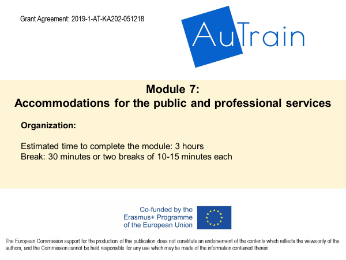 Grant Agreement: 2019-1-AT-KA202-051218
AuTrain
Module 7:
Accommodations for the public and professional services
Organization:
Estimated time to complete the module: 3 hours
Break: 30 minutes or two breaks of 10-15 minutes each
Co-funded by the
Erasmus+ Programme
of the European Union
The European Commission support for the production of this publication does not constitute an endorsement of the contents which reflects the views only of the
authors, and the Commission cannot be held responsible for any use which may be made of the information contained therein